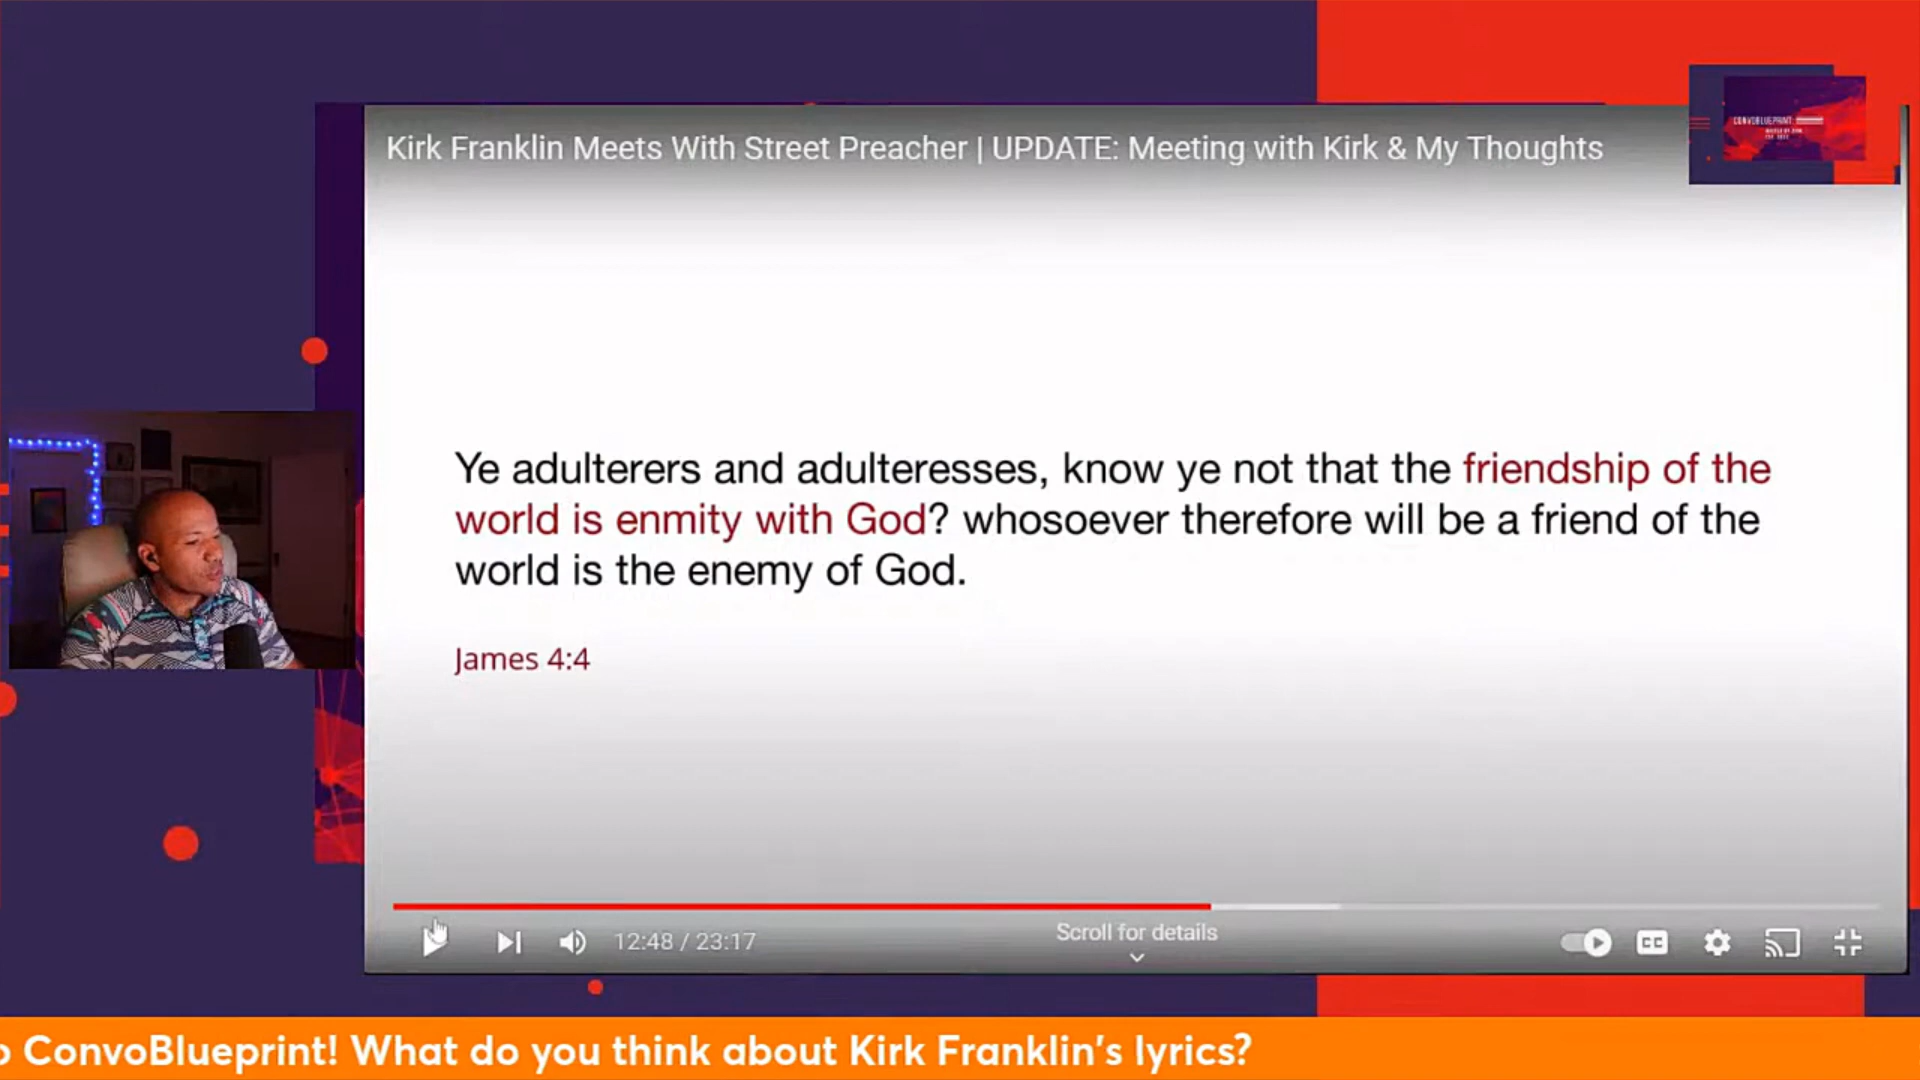 Kirk Franklin Meets With Street Preacher | UPDATE: Meeting with Kirk & My Thoughts
CONVOBLUEPRINT
Ye adulterers and adulteresses, know ye not that the friendship of the
world is enmity with God? whosoever therefore will be a friend of the
world is the enemy of God.
James 4:4
12:48 / 23:17
Scroll for details
CC
o ConvoBlueprint! What do you think about Kirk Franklin's lyrics?